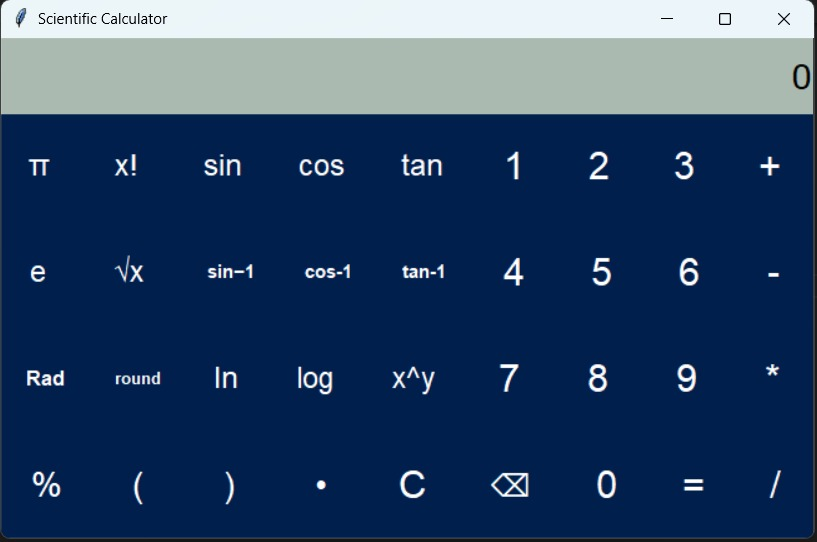 Scientific Calculator
0
π x! sin cos tan 1 2 3 +
e √x sin−1 cos-1 tan-1 4 5 6 -
Rad round ln log x^y 7 8 9 *
% ( ) • C ⌫ 0 = /